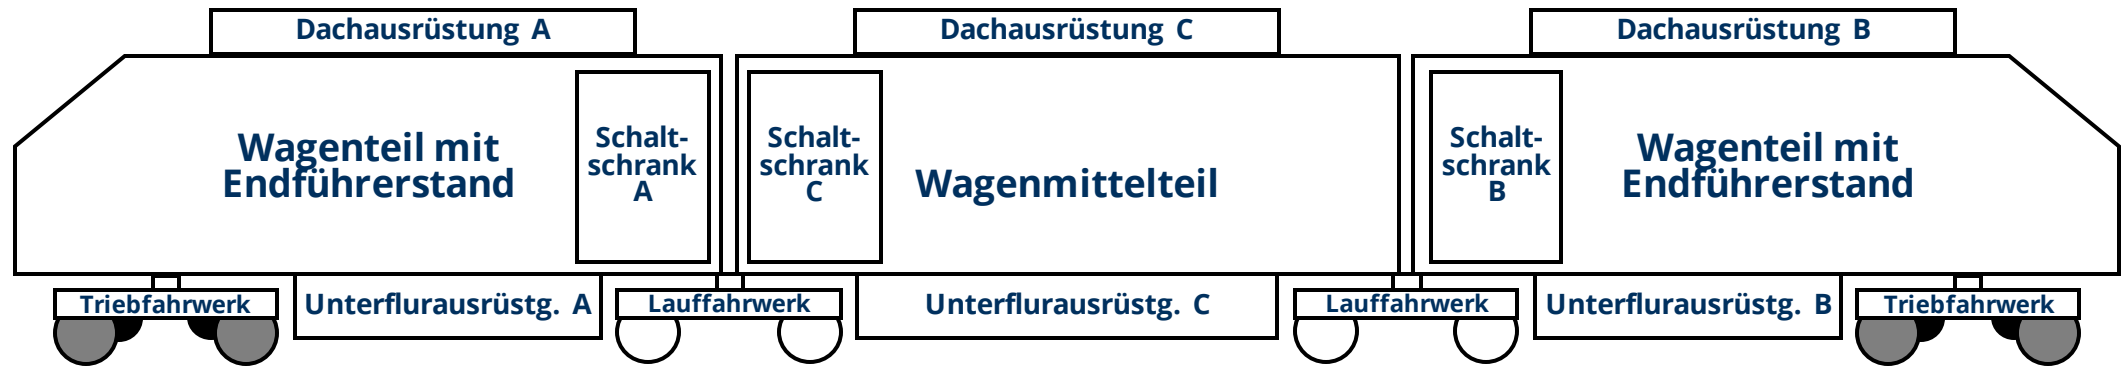 Dachausrüstung A
Dachausrüstung C
Dachausrüstung B
Wagenteil mit
Endführerstand
Schalt-
schrank
A
Schalt-
schrank
C
Wagenmittelteil
Schalt-
schrank
B
Wagenteil mit
Endführerstand
Triebfahrwerk
Unterflurausrüstg. A
Lauffahrwerk
Unterflurausrüstg. C
Lauffahrwerk
Unterflurausrüstg. B
Triebfahrwerk